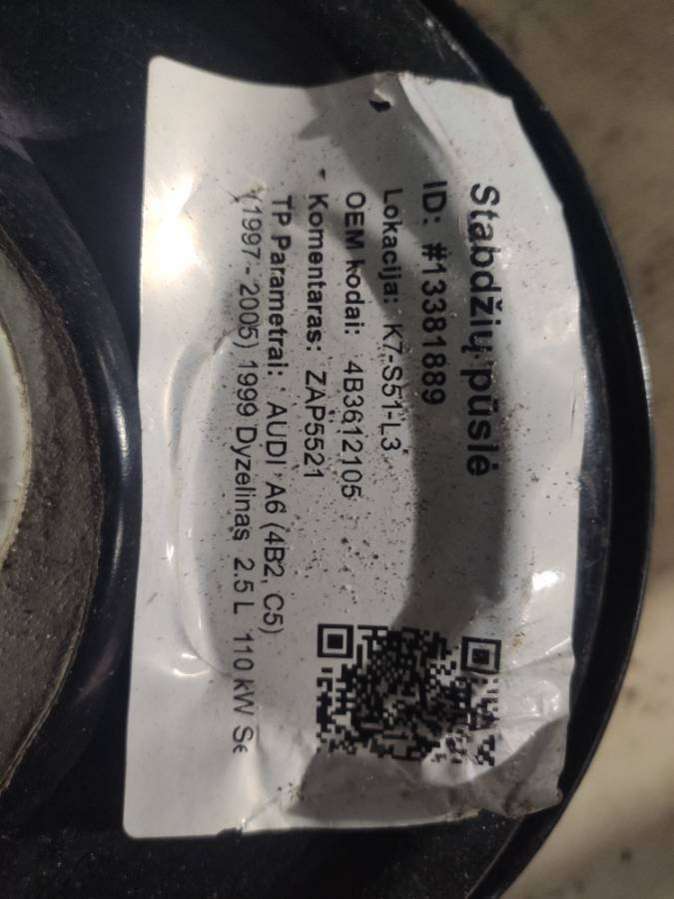 Stabdžių pūslė
ID: #13381889
Lokacija: K7-S51-L3
OEM kodai: 4B3612105
Komentaras: ZAP5521
TP Parametrai: AUDI A6 (4B2, C5)
(1997 - 2005) 1999 Dyzelinas 2.5 L 110 kW Se